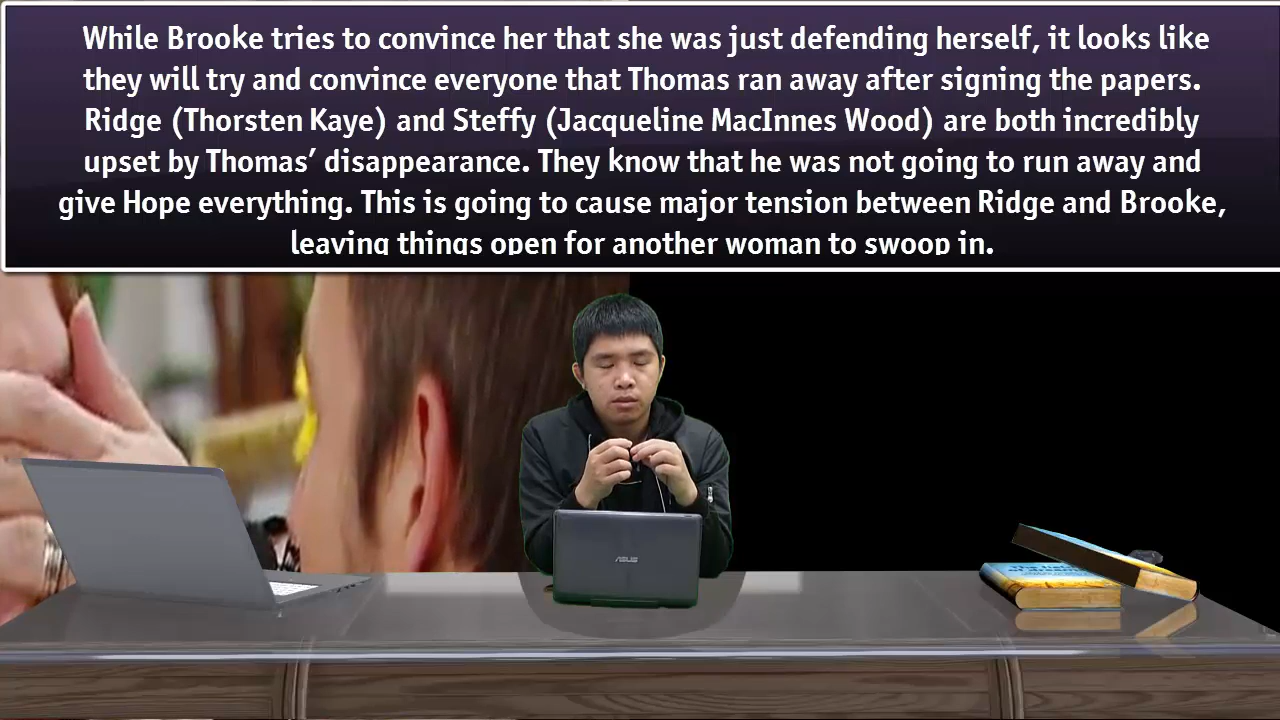 While Brooke tries to convince her that she was just defending herself, it looks like
they will try and convince everyone that Thomas ran away after signing the papers.
Ridge (Thorsten Kaye) and Steffy (Jacqueline MacInnes Wood) are both incredibly
upset by Thomas’ disappearance. They know that he was not going to run away and
give Hope everything. This is going to cause major tension between Ridge and Brooke,
leaving things open for another woman to swoop in.
ASUS